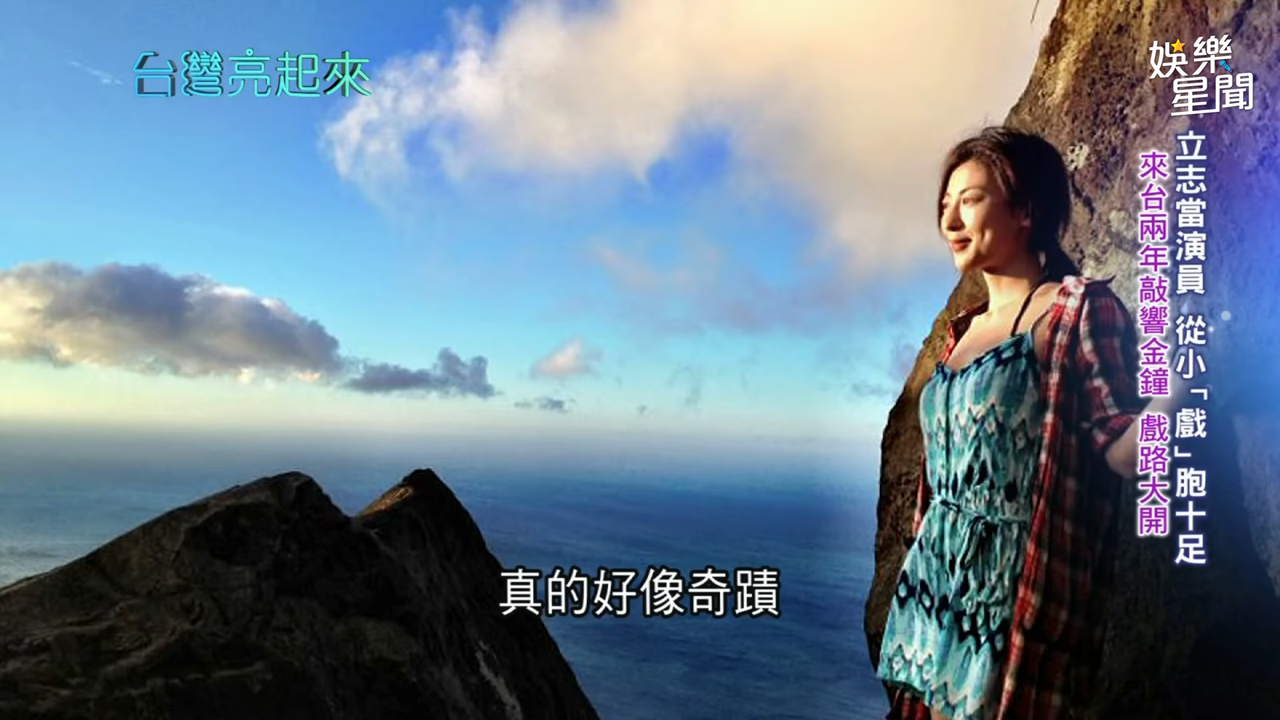 台灣亮起來
娛樂
星聞
立志當演員 從小「戲」胞十足
來台兩年敲響金鐘 戲路大開
真的好像奇蹟